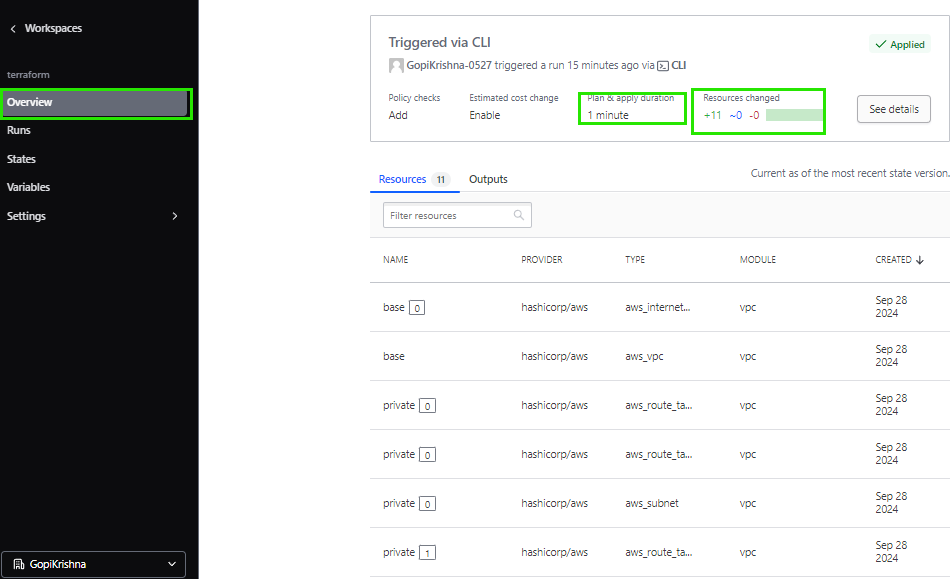 Workspaces
terraform
Overview
Runs
States
Variables
Settings
GopiKrishna
Triggered via CLI
Applied
GopiKrishna-0527 triggered a run 15 minutes ago via CLI
Policy checks Estimated cost change Plan & apply duration Resources changed
Add Enable 1 minute +11 ~0 -0
See details
Resources 11 Outputs
Current as of the most recent state version.
Filter resources
NAME PROVIDER TYPE MODULE CREATED
base 0 hashicorp/aws aws_internet... vpc Sep 28
2024
base hashicorp/aws aws_vpc vpc Sep 28
2024
private 0 hashicorp/aws aws_route_ta... vpc Sep 28
2024
private 0 hashicorp/aws aws_route_ta... vpc Sep 28
2024
private 0 hashicorp/aws aws_subnet vpc Sep 28
2024
private 1 hashicorp/aws aws_route_ta... vpc Sep 28
2024